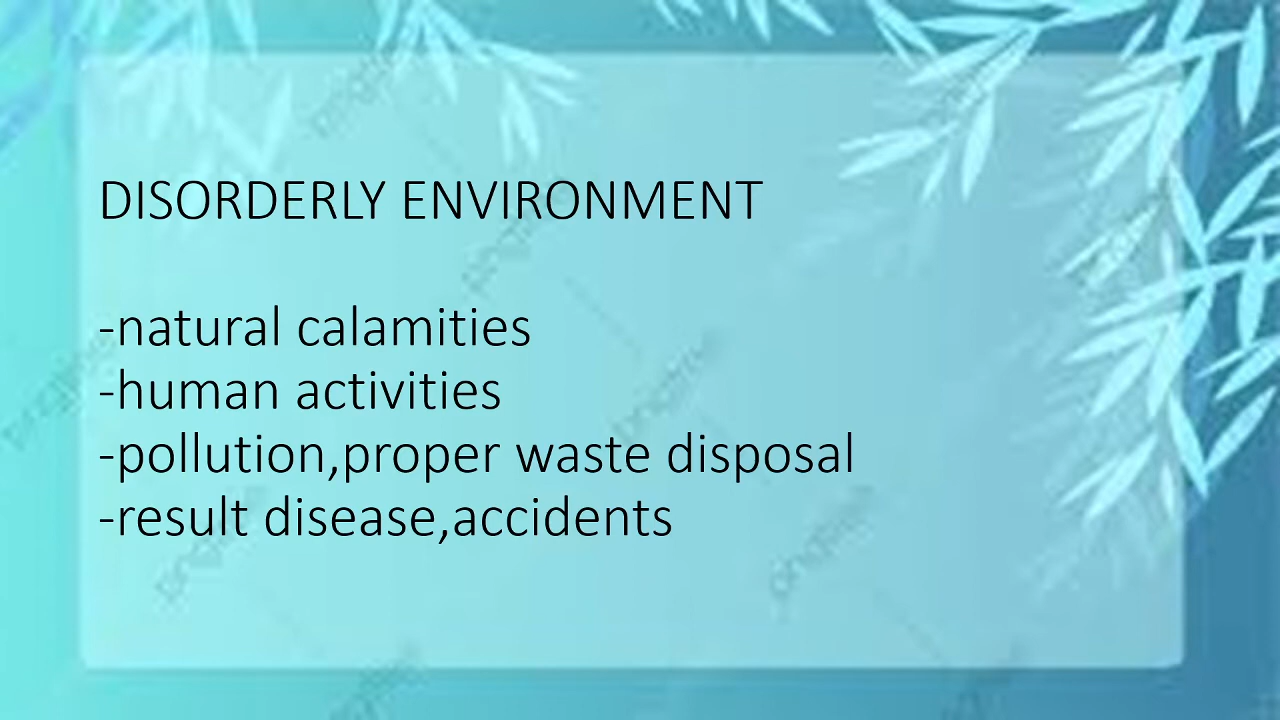 DISORDERLY ENVIRONMENT
-natural calamities
-human activities
-pollution,proper waste disposal
-result disease,accidents